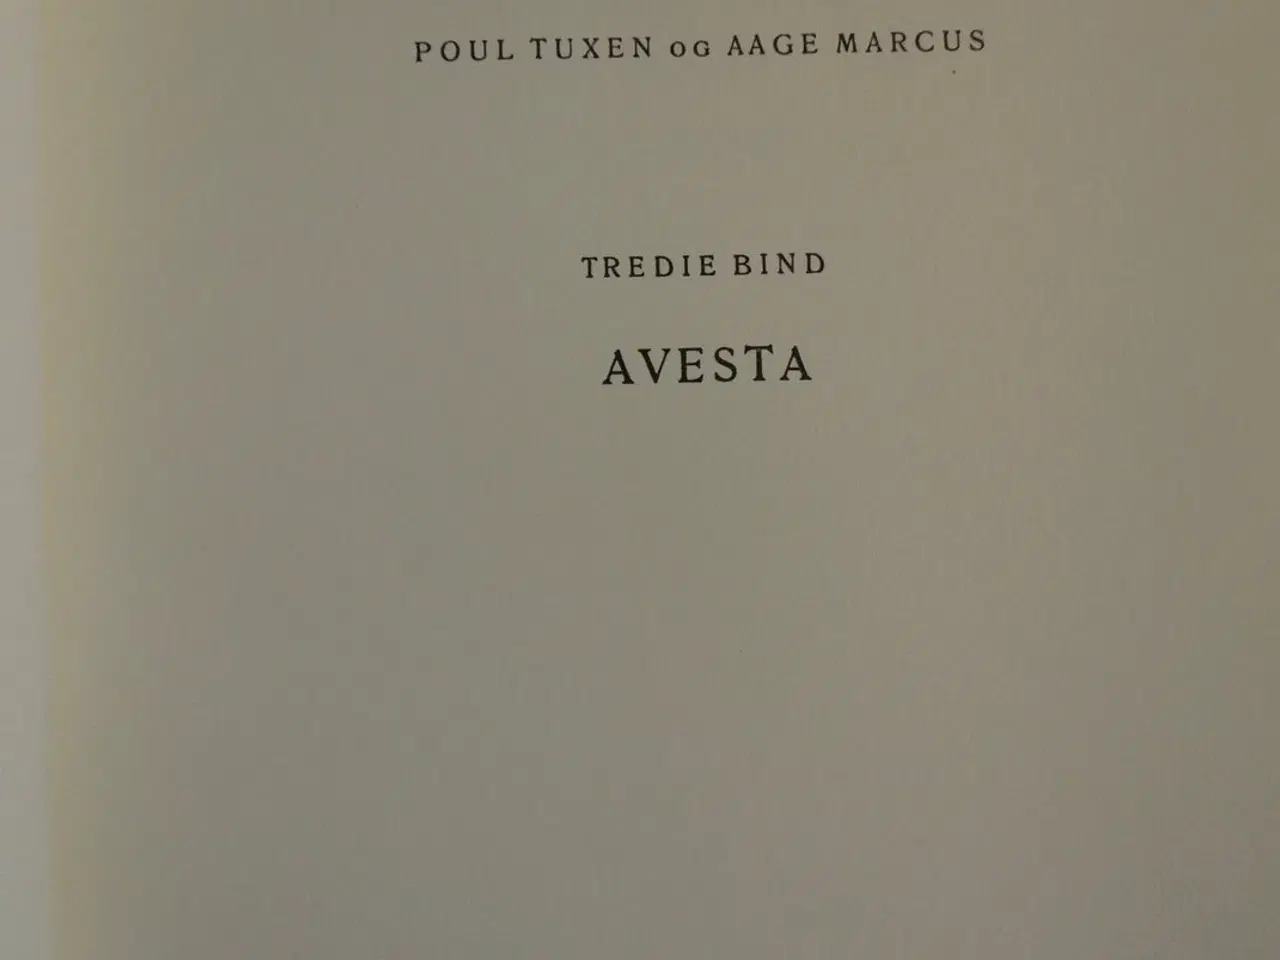 POUL TUXEN OG AAGE MARCUS
TREDIE BIND
AVESTA